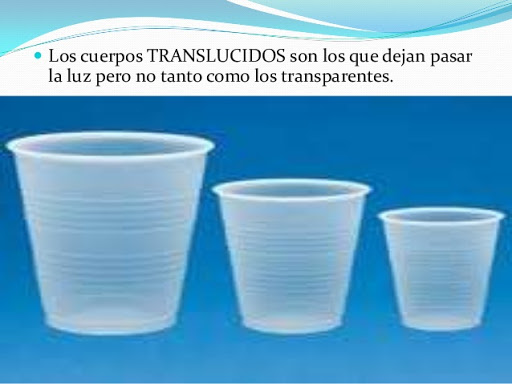 Los cuerpos TRANSLUCIDOS son los que dejan pasar
la luz pero no tanto como los transparentes.